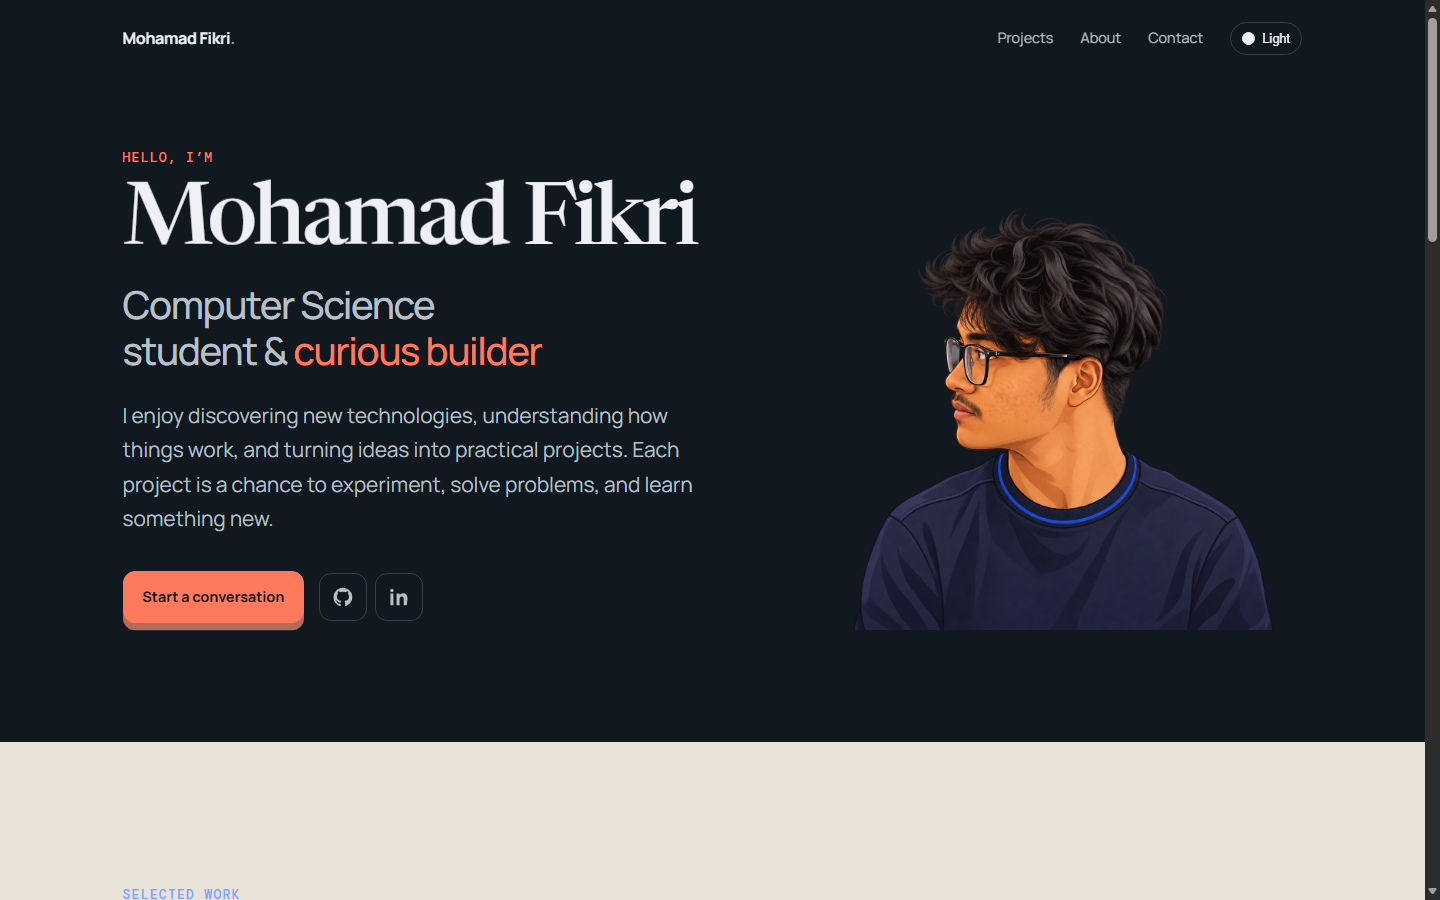 Mohamad Fikri.
Projects
About
Contact
Light
HELLO, I’M
Mohamad Fikri
Computer Science
student & curious builder
I enjoy discovering new technologies, understanding how
things work, and turning ideas into practical projects. Each
project is a chance to experiment, solve problems, and learn
something new.
Start a conversation
in
SELECTED WORK